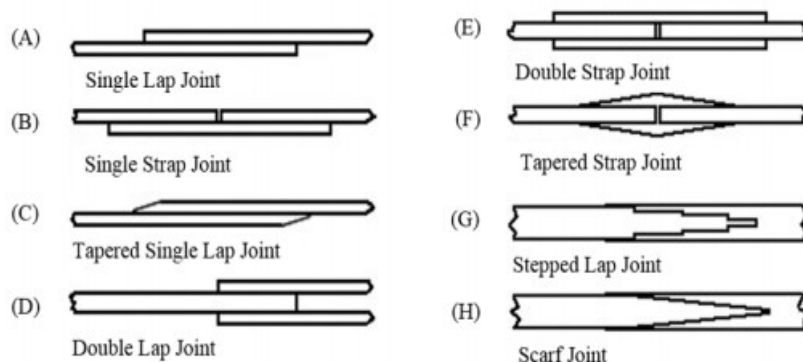 (A)
Single Lap Joint
(B)
Single Strap Joint
(C)
Tapered Single Lap Joint
(D)
Double Lap Joint
(E)
Double Strap Joint
(F)
Tapered Strap Joint
(G)
Stepped Lap Joint
(H)
Scarf Joint